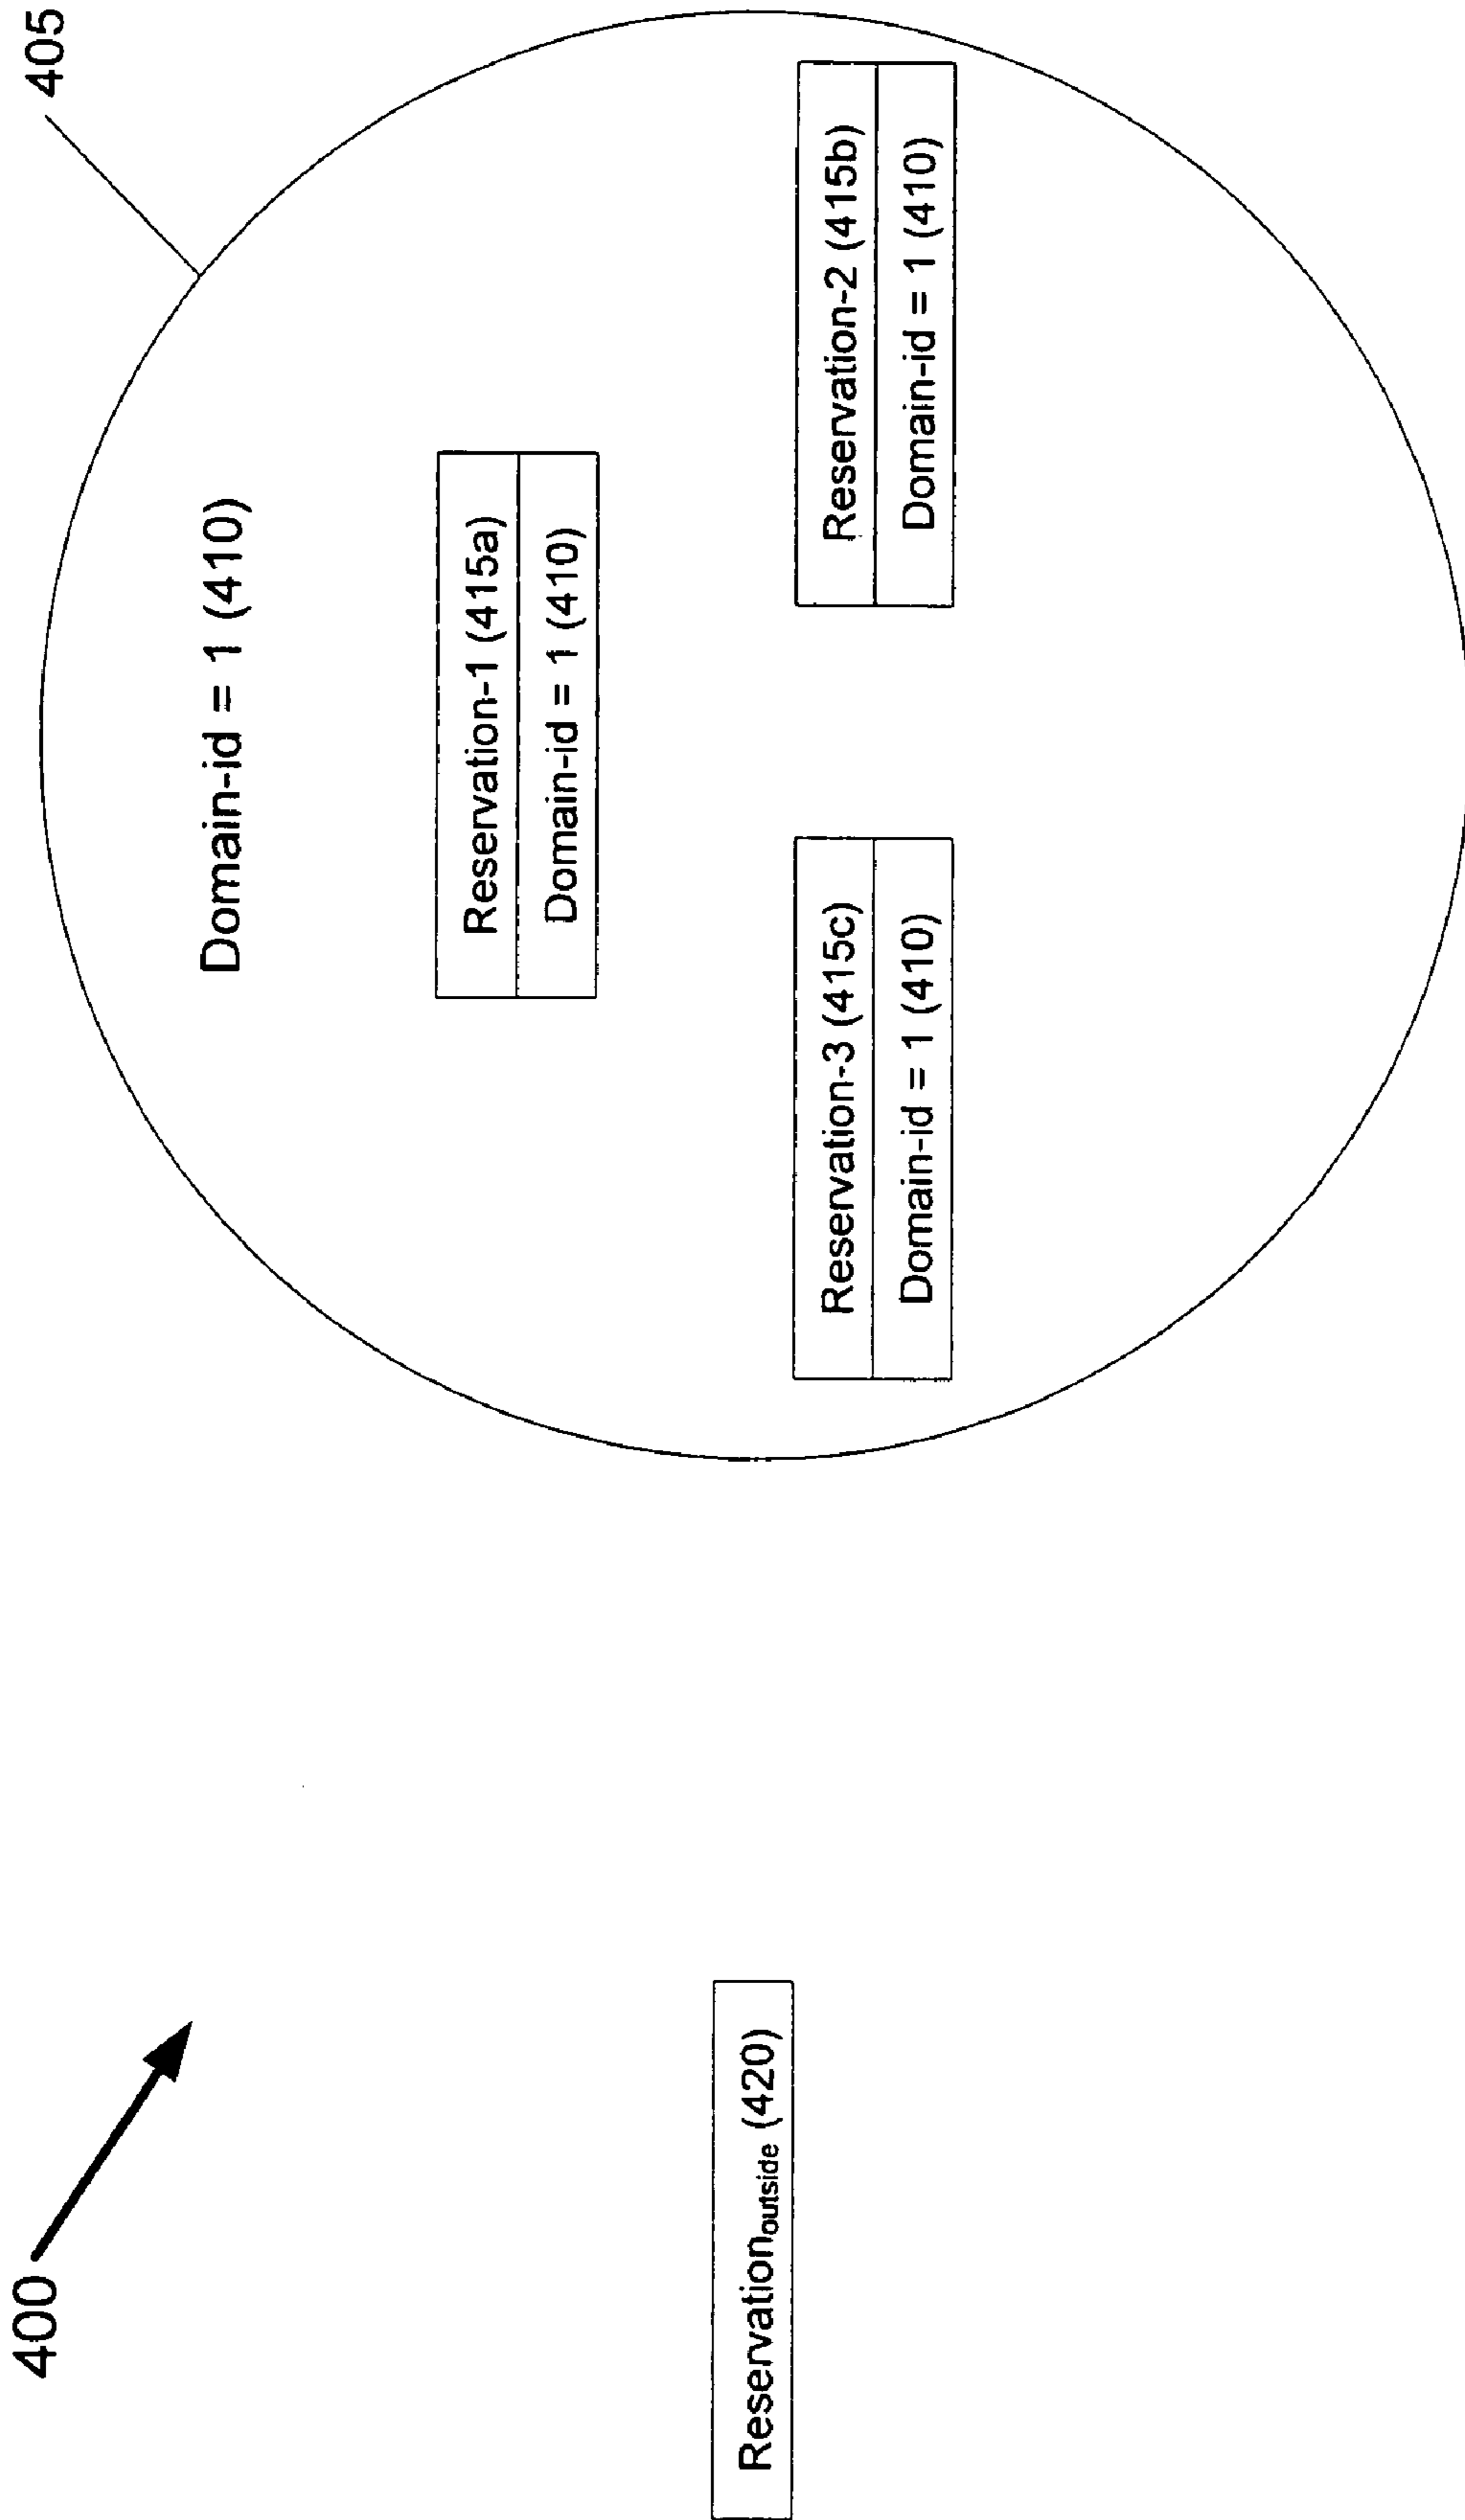 400
405
Domain-id = 1 (410)
Reservation-1 (415a)
Domain-id = 1 (410)
Reservationoutside (420)
Reservation-3 (415c)
Domain-id = 1 (410)
Reservation-2 (415b)
Domain-id = 1 (410)